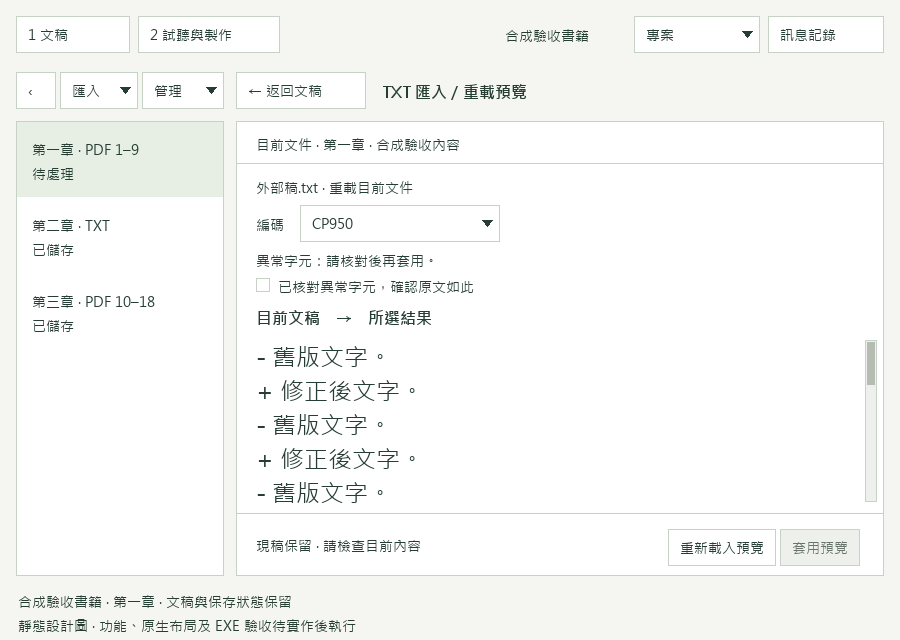 1 文稿
2 試聽與製作
合成驗收書籍
專案
訊息記錄
‹
匯入
管理
← 返回文稿
TXT 匯入 / 重載預覽
第一章 · PDF 1–9
待處理
第二章 · TXT
已儲存
第三章 · PDF 10–18
已儲存
目前文件 · 第一章 · 合成驗收內容
外部稿.txt · 重載目前文件
編碼
CP950
異常字元：請核對後再套用。
已核對異常字元，確認原文如此
目前文稿 → 所選結果
- 舊版文字。
+ 修正後文字。
- 舊版文字。
+ 修正後文字。
- 舊版文字。
現稿保留 · 請檢查目前內容
重新載入預覽
套用預覽
合成驗收書籍 · 第一章 · 文稿與保存狀態保留
靜態設計圖 · 功能、原生布局及 EXE 驗收待實作後執行